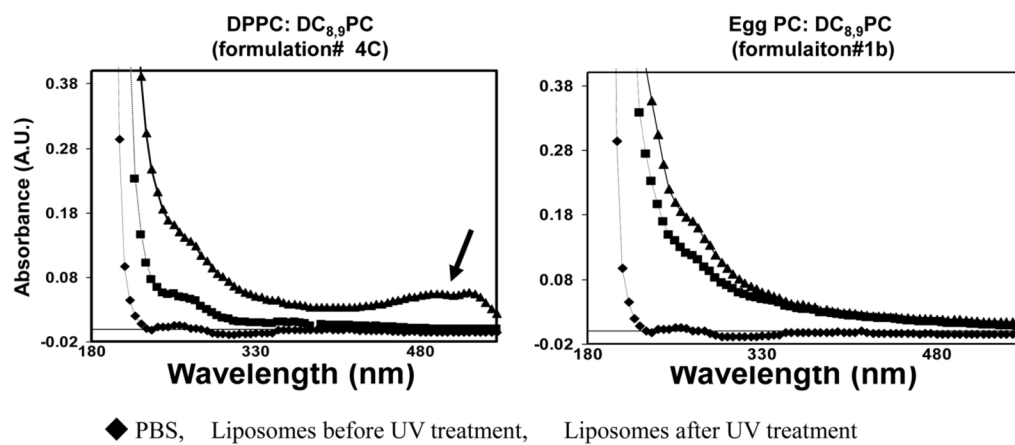 DPPC: DC8,9PC
(formulation# 4C)
Egg PC: DC8,9PC
(formulaiton#1b)
Absorbance (A.U.)
0.38
0.28
0.18
0.08
-0.02
180
330
480
Wavelength (nm)
0.38
0.28
0.18
0.08
-0.02
180
330
480
Wavelength (nm)
PBS, Liposomes before UV treatment, Liposomes after UV treatment